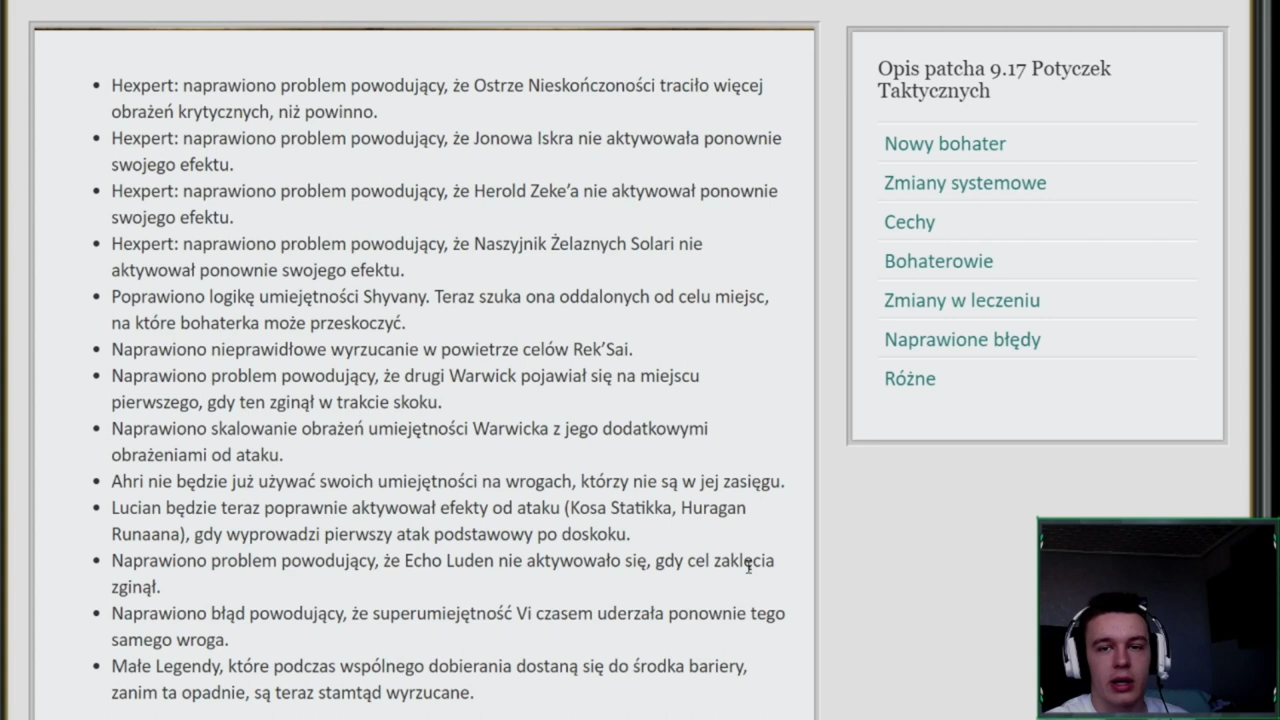 Hexpert: naprawiono problem powodujący, że Ostrze Nieskończoności traciło więcej
obrażeń krytycznych, niż powinno.
Hexpert: naprawiono problem powodujący, że Jonowa Iskra nie aktywowała ponownie
swojego efektu.
Hexpert: naprawiono problem powodujący, że Herold Zeke’a nie aktywował ponownie
swojego efektu.
Hexpert: naprawiono problem powodujący, że Naszyjnik Żelaznych Solari nie
aktywował ponownie swojego efektu.
Poprawiono logikę umiejętności Shyvany. Teraz szuka ona oddalonych od celu miejsc,
na które bohaterka może przeskoczyć.
Naprawiono nieprawidłowe wyrzucanie w powietrze celów Rek’Sai.
Naprawiono problem powodujący, że drugi Warwick pojawiał się na miejscu
pierwszego, gdy ten zginął w trakcie skoku.
Naprawiono skalowanie obrażeń umiejętności Warwicka z jego dodatkowymi
obrażeniami od ataku.
Ahri nie będzie już używać swoich umiejętności na wrogach, którzy nie są w jej zasięgu.
Lucian będzie teraz poprawnie aktywował efekty od ataku (Kosa Statikka, Huragan
Runaana), gdy wyprowadzi pierwszy atak podstawowy po doskoku.
Naprawiono problem powodujący, że Echo Luden nie aktywowało się, gdy cel zaklęcia
zginął.
Naprawiono błąd powodujący, że superumiejętność Vi czasem uderzała ponownie tego
samego wroga.
Małe Legendy, które podczas wspólnego dobierania dostaną się do środka bariery,
zanim ta opadnie, są teraz stamtąd wyrzucane.
Opis patcha 9.17 Potyczek
Taktycznych
Nowy bohater
Zmiany systemowe
Cechy
Bohaterowie
Zmiany w leczeniu
Naprawione błędy
Różne